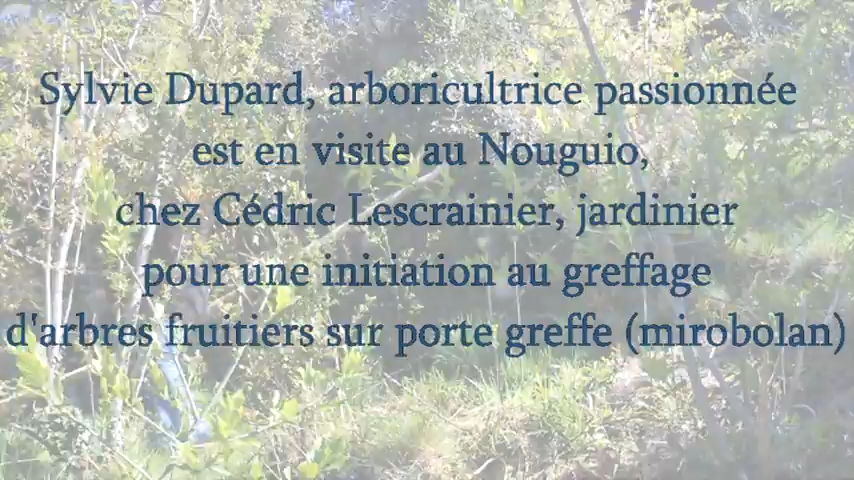 Sylvie Dupard, arboricultrice passionnée
est en visite au Nouguio,
chez Cédric Lescrainier, jardinier
pour une initiation au greffage
d'arbres fruitiers sur porte greffe (mirobolan)